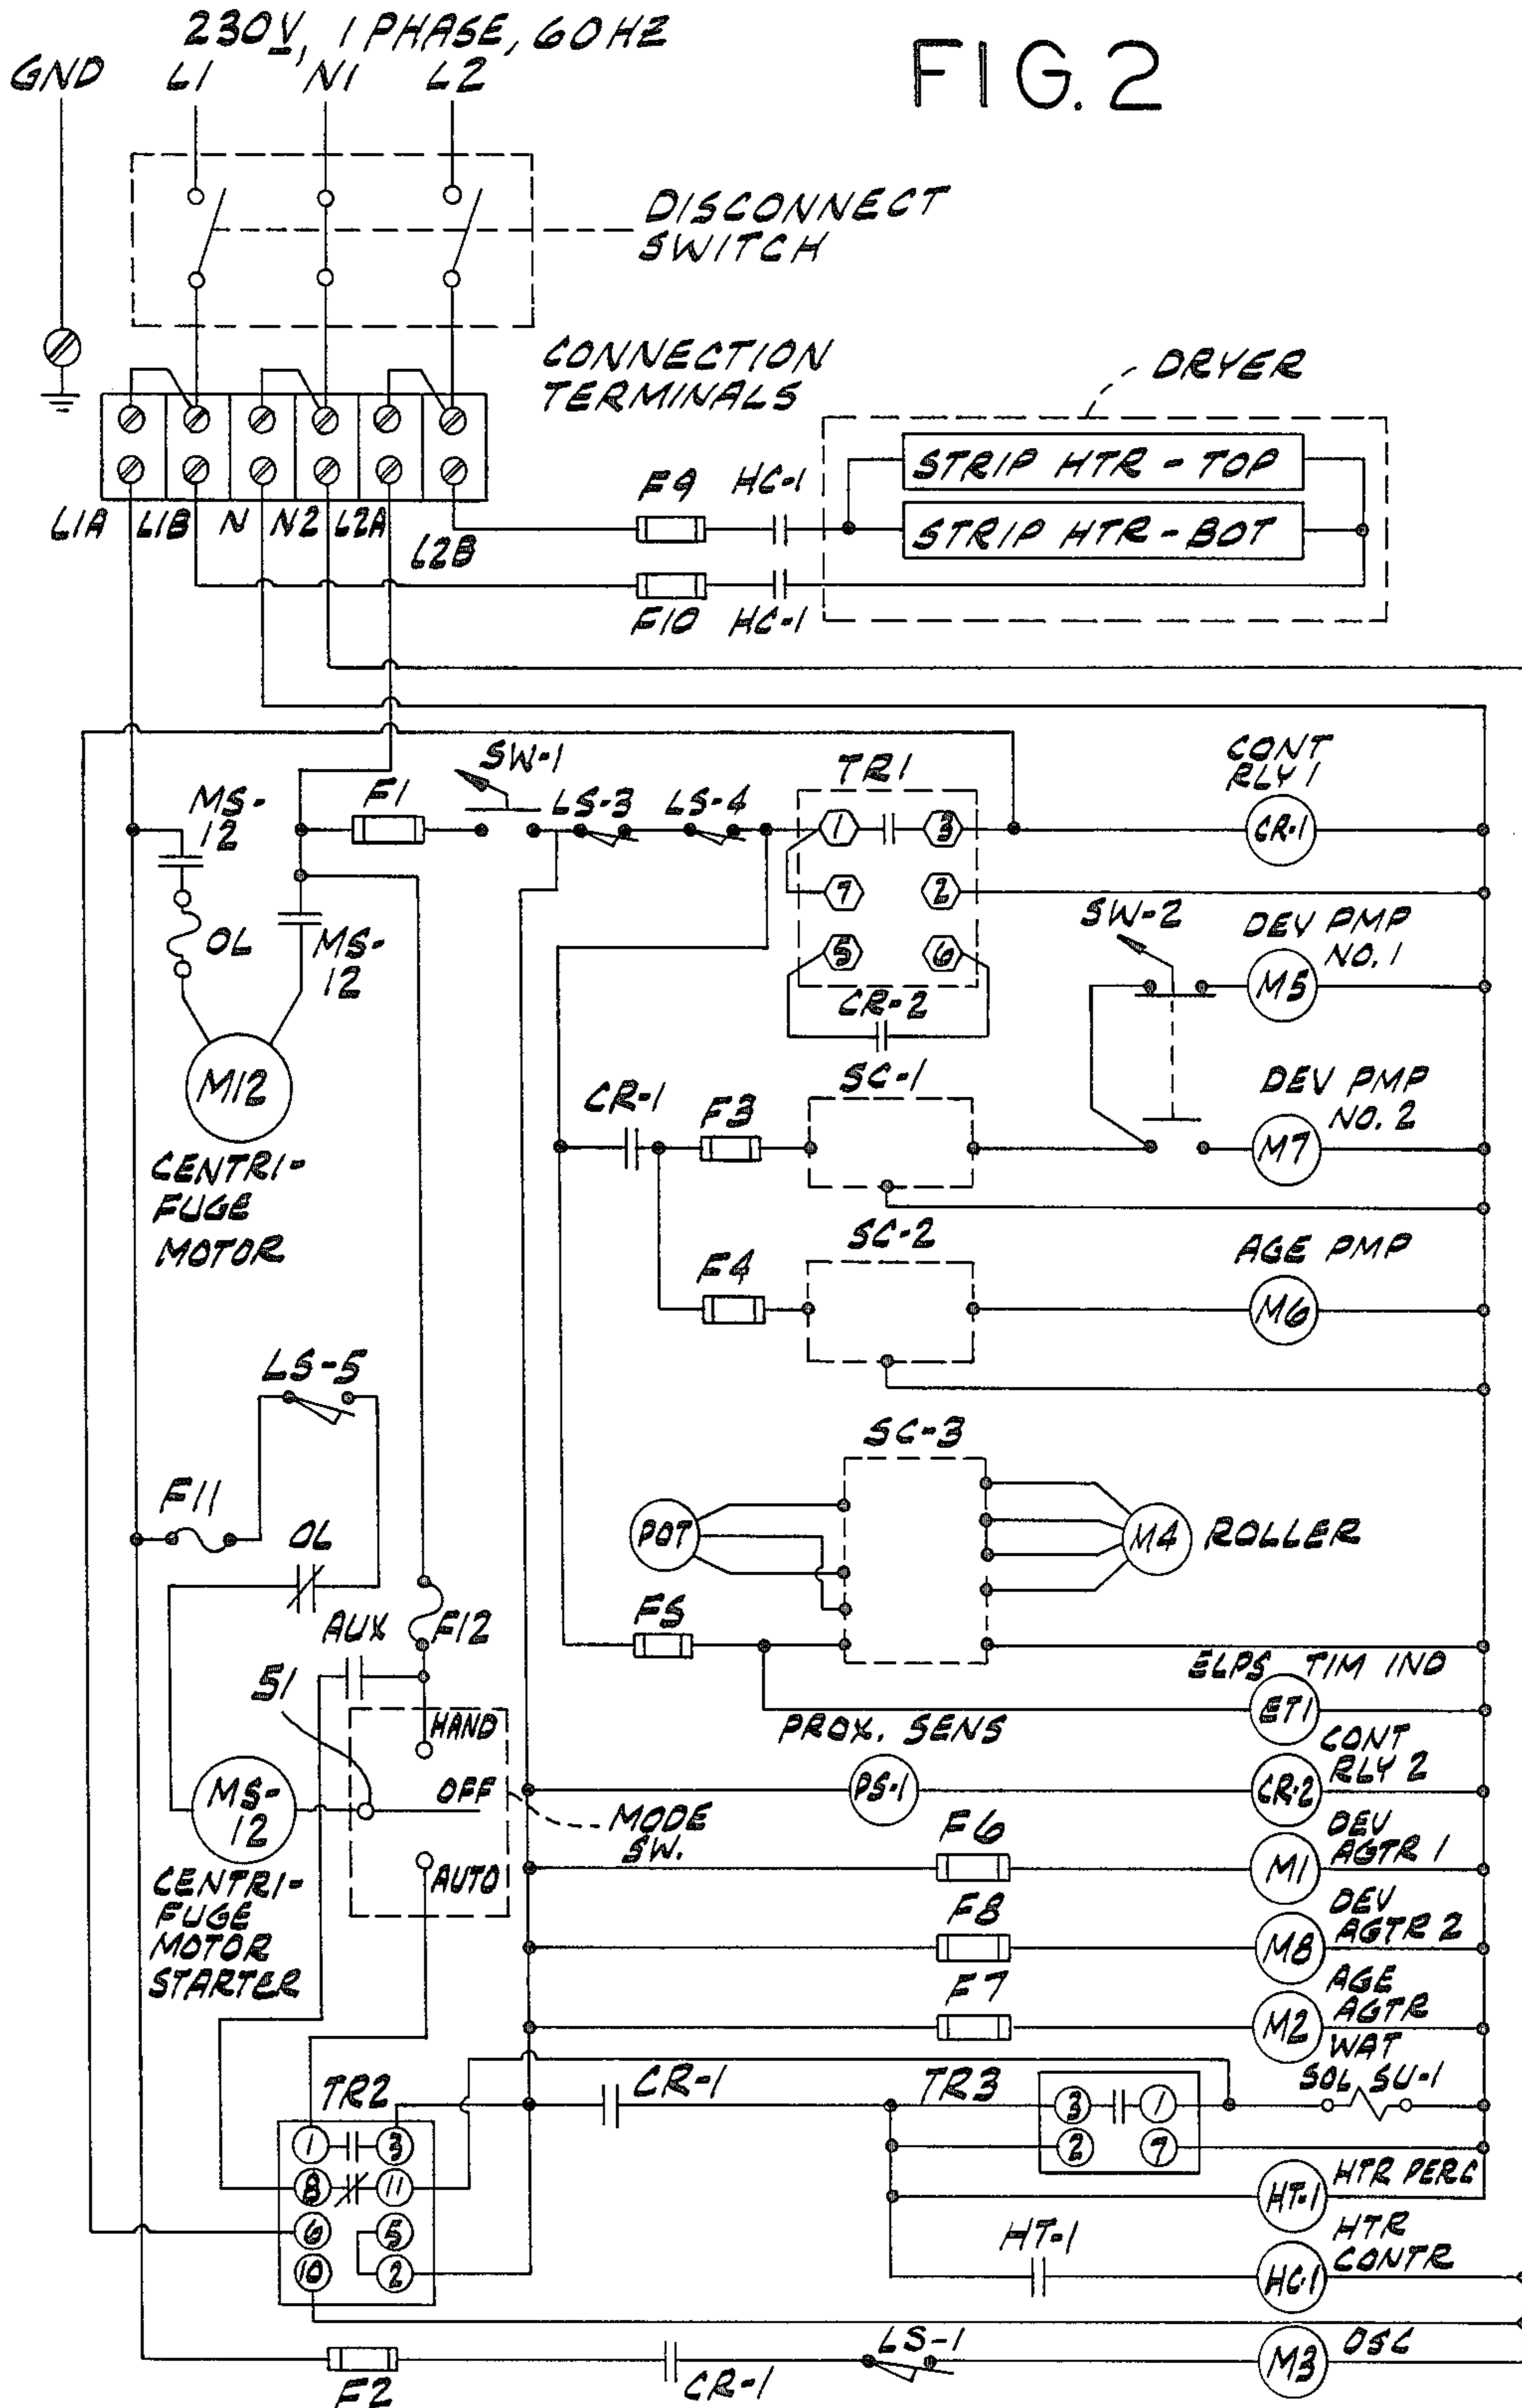 FIG. 2
230V, 1 PHASE, 60HZ
GND
L1
N1
L2
DISCONNECT
SWITCH
CONNECTION
TERMINALS
DRYER
STRIP HTR - TOP
STRIP HTR - BOT
F9
HC-1
F10
HC-1
L1A
L1B
N
N2
L2A
L2B
MS-
12
OL
MS-
12
M12
CENTRI-
FUGE
MOTOR
F1
SW-1
LS-3
LS-4
TR1
1
3
7
2
5
6
CR-2
CONT
RLY 1
CR-1
SW-2
DEV PMP
NO. 1
M5
DEV PMP
NO. 2
M7
CR-1
F3
SC-1
F4
SC-2
AGE PMP
M6
LS-5
F11
OL
SC-3
POT
M4
ROLLER
F5
AUX
F12
S1
HAND
OFF
AUTO
MODE
SW.
MS-
12
CENTRI-
FUGE
MOTOR
STARTER
ELPS TIM IND
ET1
PROX. SENS
PS-1
CONT
RLY 2
CR-2
F6
DEV
AGTR 1
M1
F8
DEV
AGTR 2
M8
F7
AGE
AGTR
M2
WAT
SOL SU-1
TR2
1
3
8
11
6
5
10
2
CR-1
TR3
3
1
2
7
HT-1
HTR PERC
HT-1
HTR
CONTR
HC-1
F2
CR-1
LS-1
M3
OSC